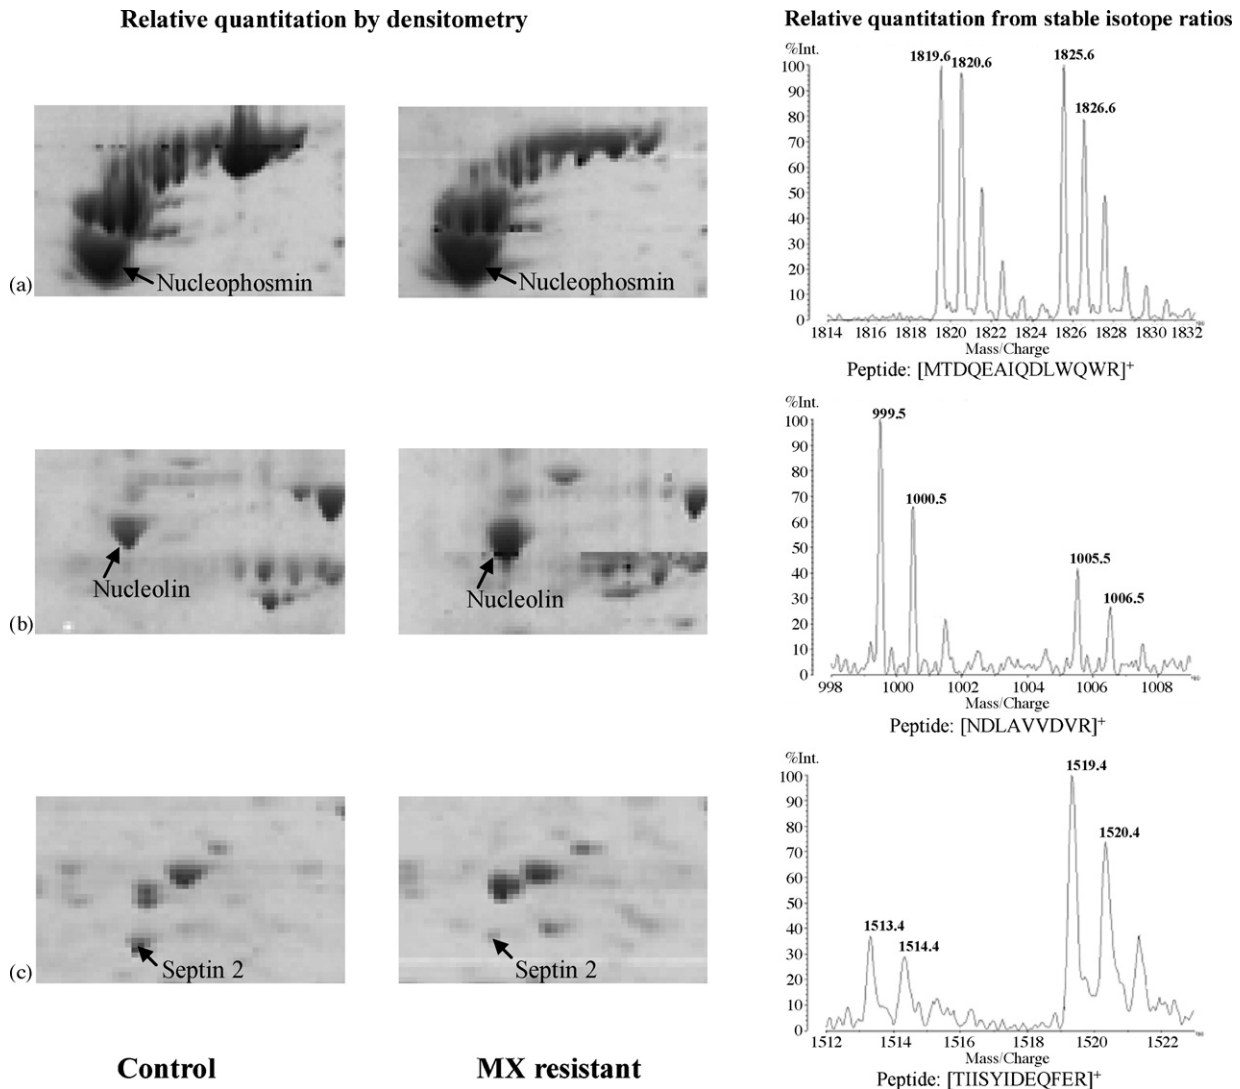 Relative quantitation by densitometry
Relative quantitation from stable isotope ratios
(a)
Nucleophosmin
Nucleophosmin
%Int.
1819.6
1820.6
1825.6
1826.6
100
90
80
70
60
50
40
30
20
10
0
1814 1816 1818 1820 1822 1824 1826 1828 1830 1832
Mass/Charge
Peptide: [MTDQEAIQDLWQWR]+
(b)
Nucleolin
Nucleolin
%Int.
999.5
1000.5
1005.5
1006.5
100
90
80
70
60
50
40
30
20
10
0
998 1000 1002 1004 1006 1008
Mass/Charge
Peptide: [NDLAVVDVR]+
(c)
Septin 2
Septin 2
%Int.
1519.4
1520.4
1513.4
1514.4
100
90
80
70
60
50
40
30
20
10
0
1512 1514 1516 1518 1520 1522
Mass/Charge
Peptide: [TIISYIDEQFER]+
Control
MX resistant